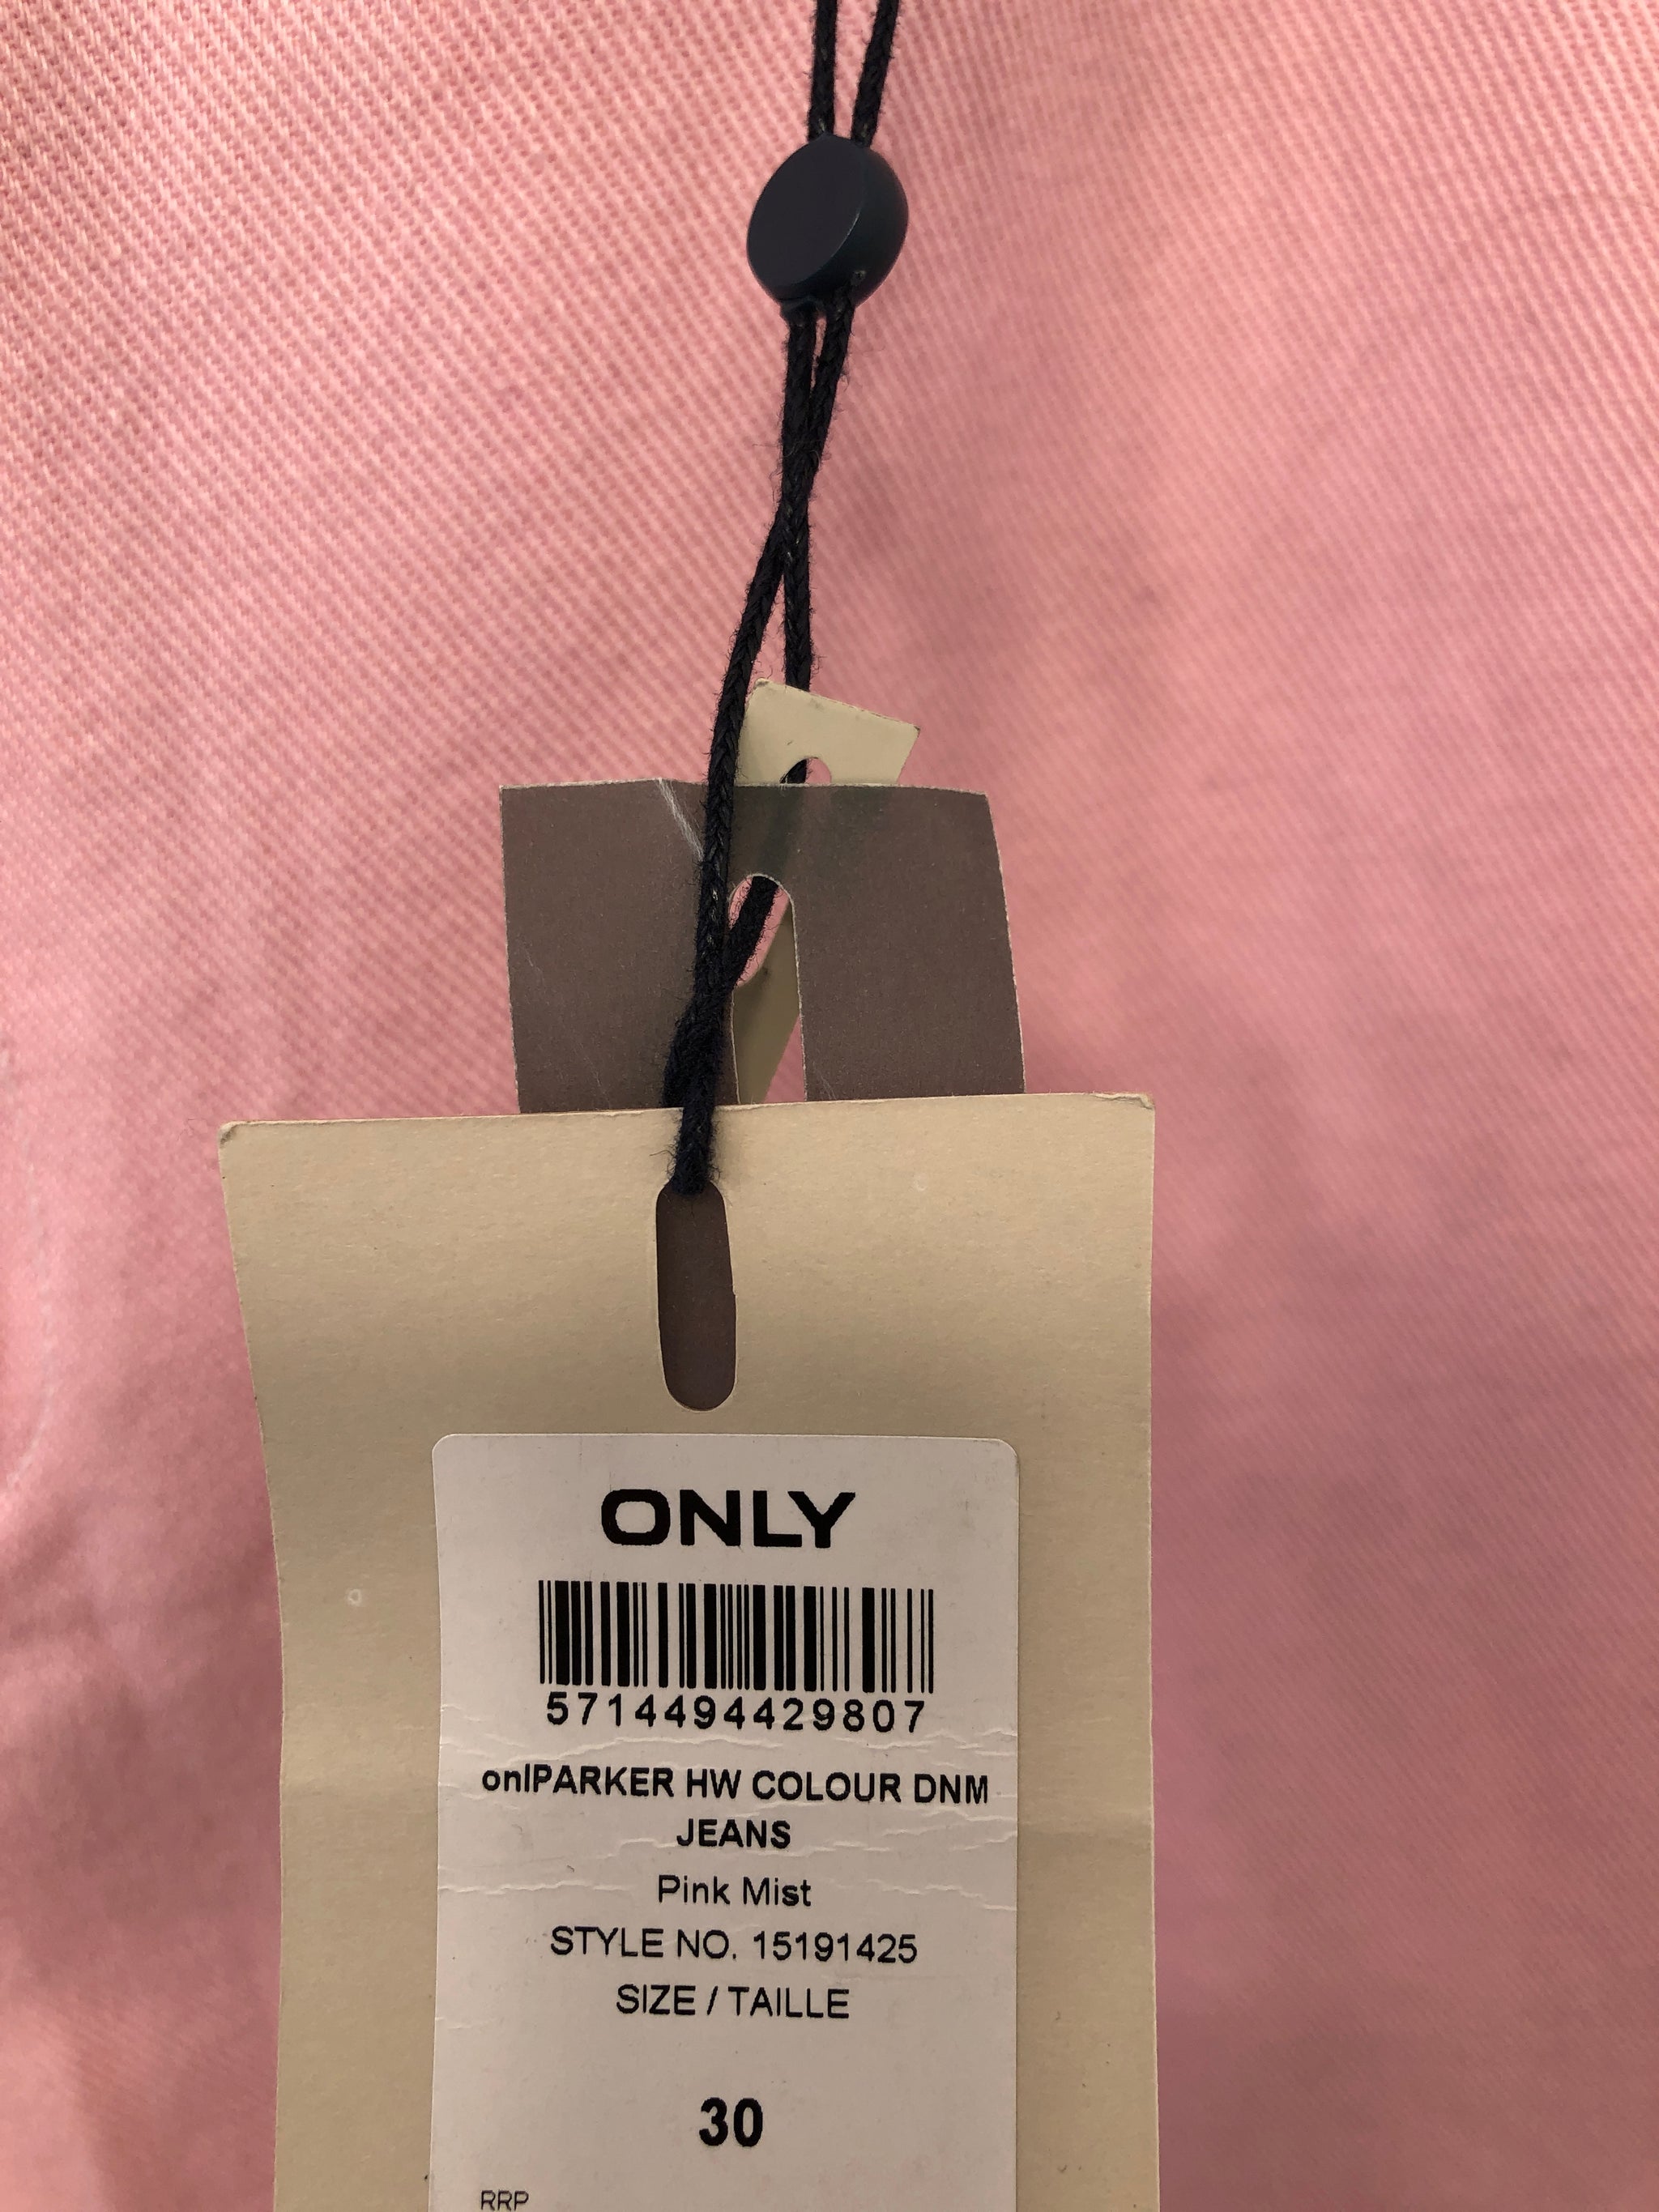 ONLY
5714494429807
onlPARKER HW COLOUR DNM
JEANS
Pink Mist
STYLE NO. 15191425
SIZE / TAILLE
30
RRP